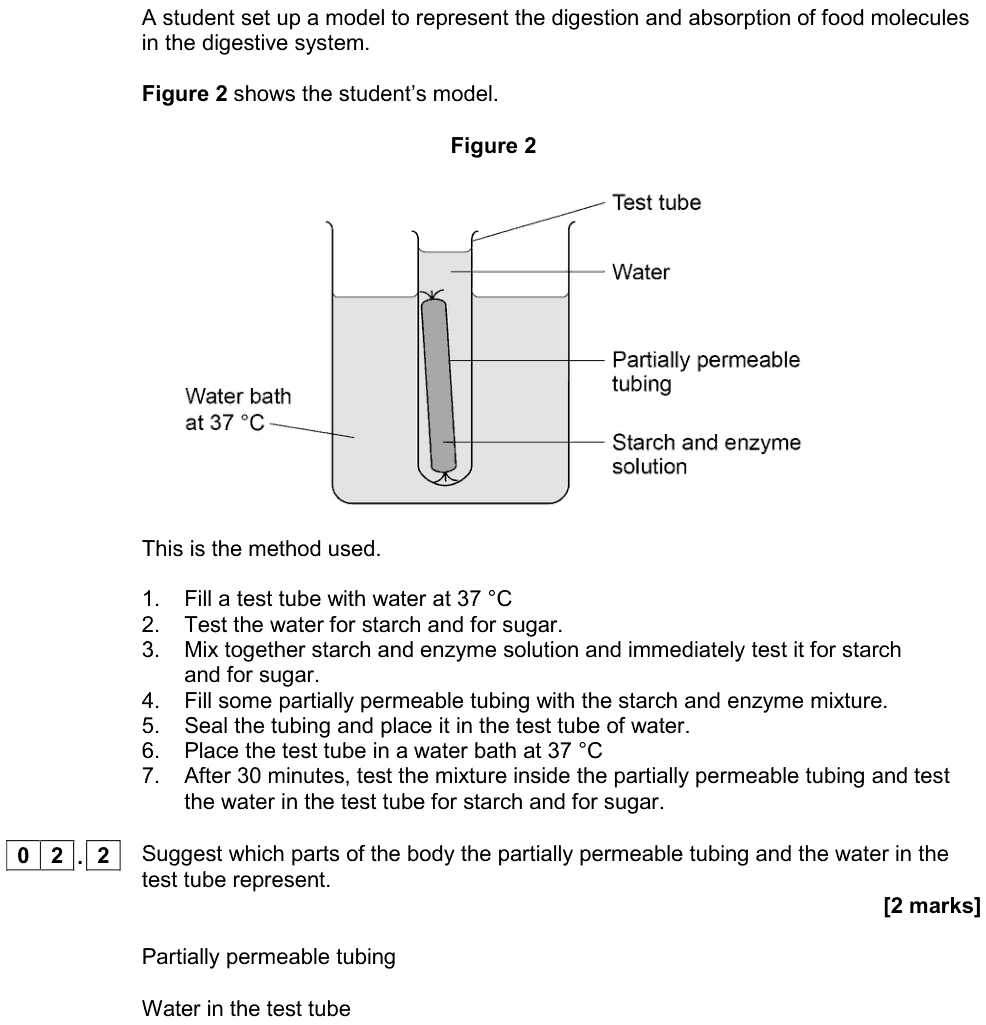 A student set up a model to represent the digestion and absorption of food molecules
in the digestive system.
Figure 2 shows the student's model.
Figure 2
Test tube
Water
Partially permeable
tubing
Water bath
at 37 °C
Starch and enzyme
solution
This is the method used.
1. Fill a test tube with water at 37 °C
2. Test the water for starch and for sugar.
3. Mix together starch and enzyme solution and immediately test it for starch
and for sugar.
4. Fill some partially permeable tubing with the starch and enzyme mixture.
5. Seal the tubing and place it in the test tube of water.
6. Place the test tube in a water bath at 37 °C
7. After 30 minutes, test the mixture inside the partially permeable tubing and test
the water in the test tube for starch and for sugar.
0 2 . 2 Suggest which parts of the body the partially permeable tubing and the water in the
test tube represent.
[2 marks]
Partially permeable tubing
Water in the test tube